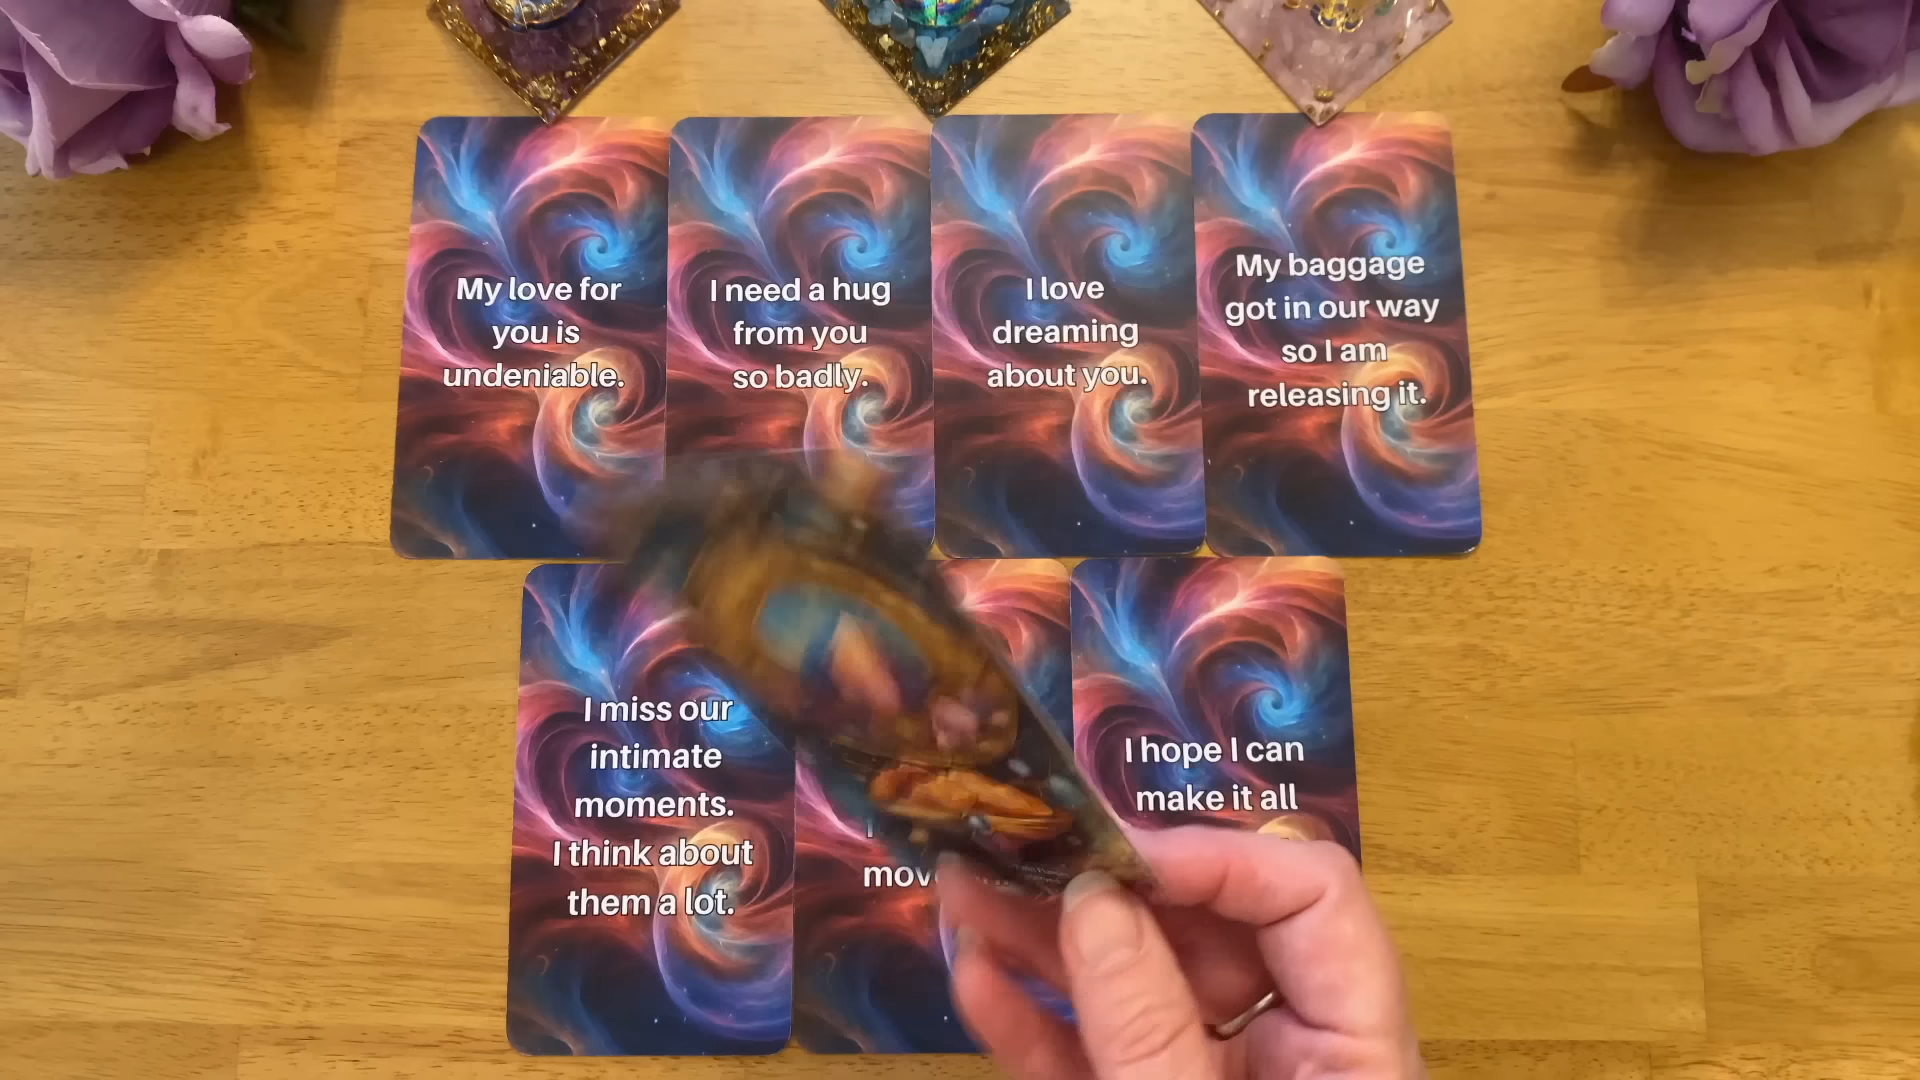 My love for
you is
undeniable.
I need a hug
from you
so badly.
I love
dreaming
about you.
My baggage
got in our way
so I am
releasing it.
I miss our
intimate
moments.
I think about
them a lot.
I hope I can
make it all